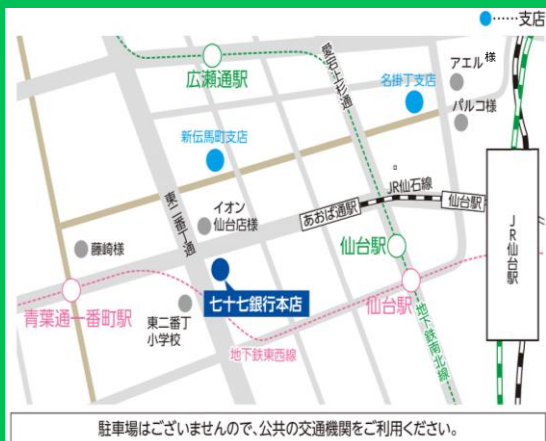 ●……支店
愛宕上杉通
アエル様
広瀬通駅
名掛丁支店
パルコ様
新伝馬町支店
東二番丁通
JR仙石線
イオン
仙台店様
あおば通駅
仙台駅
JR仙台駅
藤崎様
仙台駅
七十七銀行本店
仙台駅
青葉通一番町駅
東二番丁
小学校
地下鉄東西線
地下鉄南北線
駐車場はございませんので、公共の交通機関をご利用ください。